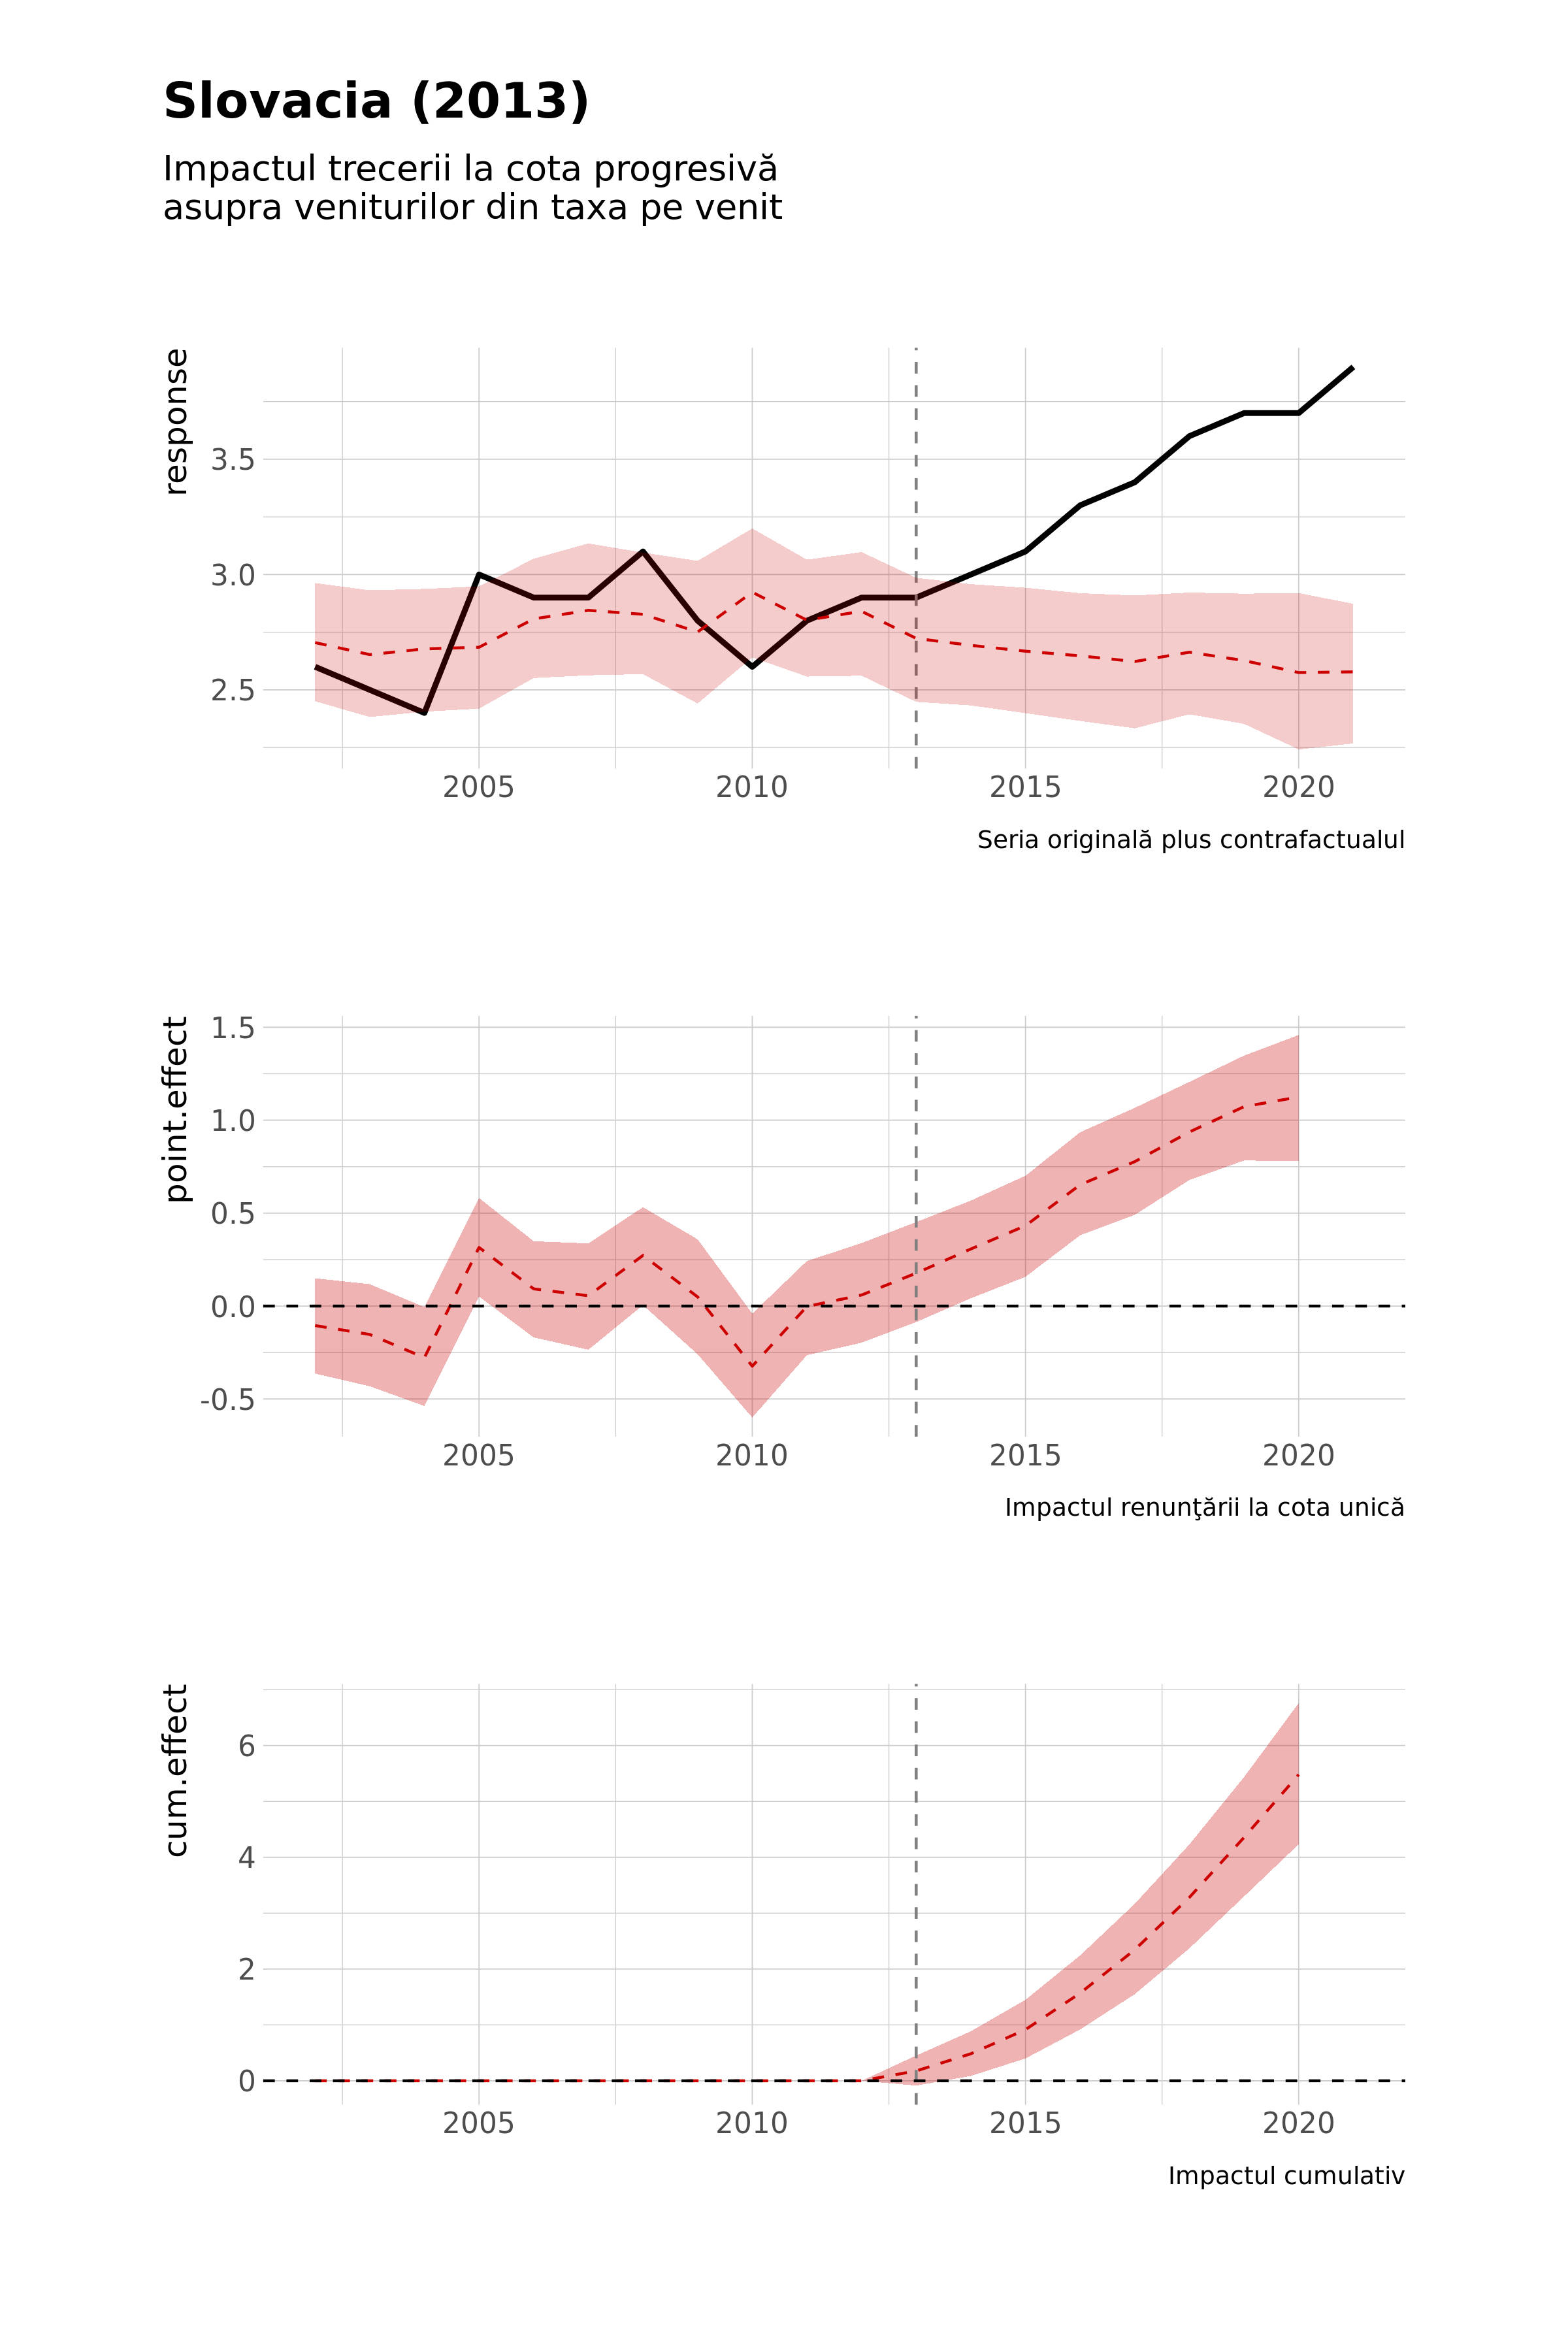 Slovacia (2013)
Impactul trecerii la cota progresivă
asupra veniturilor din taxa pe venit
response
3.5
3.0
2.5
2005 2010 2015 2020
Seria originală plus contrafactualul
point.effect
1.5
1.0
0.5
0.0
-0.5
2005 2010 2015 2020
Impactul renunţării la cota unică
cum.effect
6
4
2
0
2005 2010 2015 2020
Impactul cumulativ